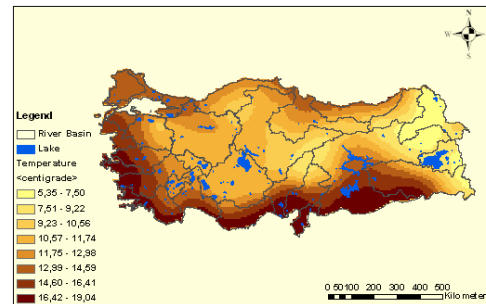 N
W E
S
Legend
River Basin
Lake
Temperature
<centigrade>
5,35 - 7,50
7,51 - 9,22
9,23 - 10,56
10,57 - 11,74
11,75 - 12,98
12,99 - 14,59
14,60 - 16,41
16,42 - 19,04
0 50 100 200 300 400 500
Kilometer